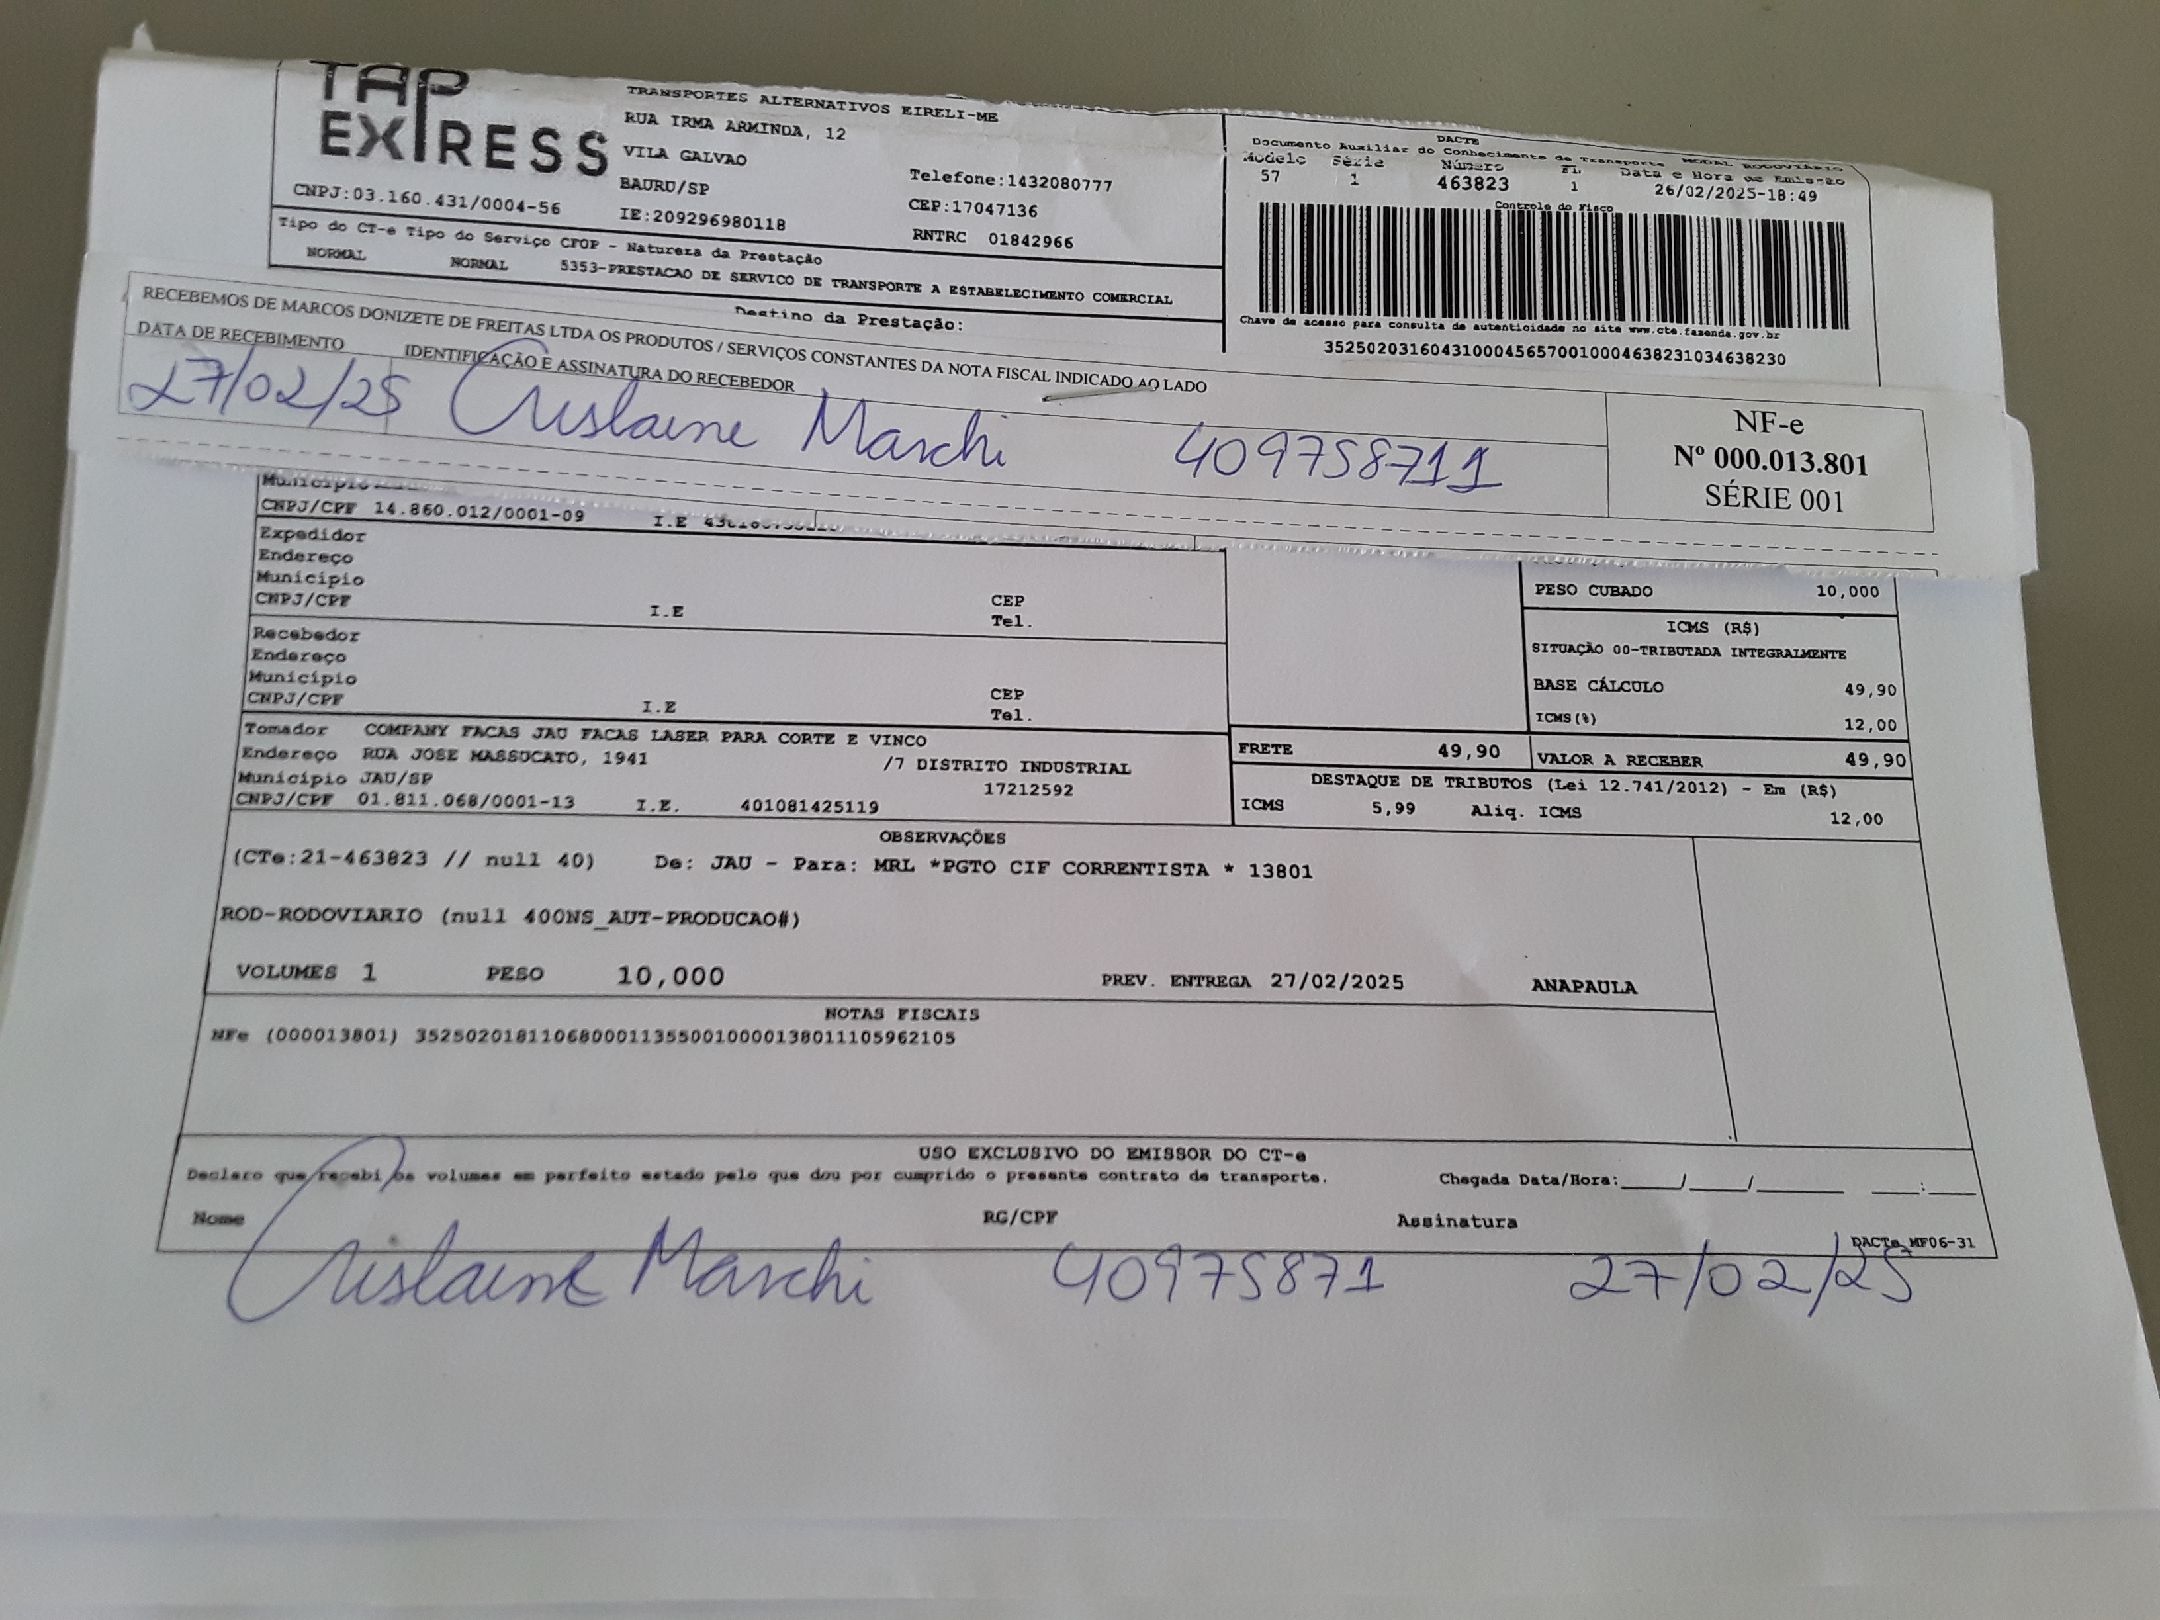 TAP
EXPRESS
TRANSPORTES ALTERNATIVOS EIRELI-ME
RUA IRMA ARMINDA, 12
VILA GALVAO
BAURU/SP
IE:209296980118
Telefone:1432080777
CEP:17047136
RNTRC 01842966
CNPJ:03.160.431/0004-56
Tipo do CT-e Tipo do Serviço CFOP - Natureza da Prestação
NORMAL NORMAL 5353-PRESTACAO DE SERVICO DE TRANSPORTE A ESTABELECIMENTO COMERCIAL
Destino da Prestação:
DACTE
Documento Auxiliar do Conhecimento de Transporte MODAL RODOVIÁRIO
Modelo Série Número FL Data e Hora de Emissão
57 1 463823 1 26/02/2025-18:49
Controle do Fisco
Chave de acesso para consulta de autenticidade no site www.cte.fazenda.gov.br
35250203160431000456570010004638231034638230
RECEBEMOS DE MARCOS DONIZETE DE FREITAS LTDA OS PRODUTOS / SERVIÇOS CONSTANTES DA NOTA FISCAL INDICADO AO LADO
DATA DE RECEBIMENTO IDENTIFICAÇÃO E ASSINATURA DO RECEBEDOR
27/02/25 Crislaine Marchi 409758711
NF-e
Nº 000.013.801
SÉRIE 001
Município
CNPJ/CPF 14.860.012/0001-09 I.E
Expedidor
Endereço
Município CEP
CNPJ/CPF I.E Tel.
Recebedor
Endereço
Município CEP
CNPJ/CPF I.E Tel.
PESO CUBADO 10,000
ICMS (R$)
SITUAÇÃO 00-TRIBUTADA INTEGRALMENTE
BASE CÁLCULO 49,90
ICMS(%) 12,00
Tomador COMPANY FACAS JAU FACAS LASER PARA CORTE E VINCO
Endereço RUA JOSE MASSUCATO, 1941 /7 DISTRITO INDUSTRIAL
Município JAU/SP 17212592
CNPJ/CPF 01.811.068/0001-13 I.E. 401081425119
FRETE 49,90 VALOR A RECEBER 49,90
DESTAQUE DE TRIBUTOS (Lei 12.741/2012) - Em (R$)
ICMS 5,99 Aliq. ICMS 12,00
OBSERVAÇÕES
(CTe:21-463823 // null 40) De: JAU - Para: MRL *PGTO CIF CORRENTISTA * 13801
ROD-RODOVIARIO (null 400NS_AUT-PRODUCAO#)
VOLUMES 1 PESO 10,000 PREV. ENTREGA 27/02/2025 ANAPAULA
NOTAS FISCAIS
NFe (000013801) 35250201811068000113550010000138011105962105
USO EXCLUSIVO DO EMISSOR DO CT-e
Declaro que recebi os volumes em perfeito estado pelo que dou por cumprido o presente contrato de transporte.
Chegada Data/Hora:____/____/______ ___:___
Nome RG/CPF Assinatura
DACTe MF06-31
Crislaine Marchi 40975871 27/02/25